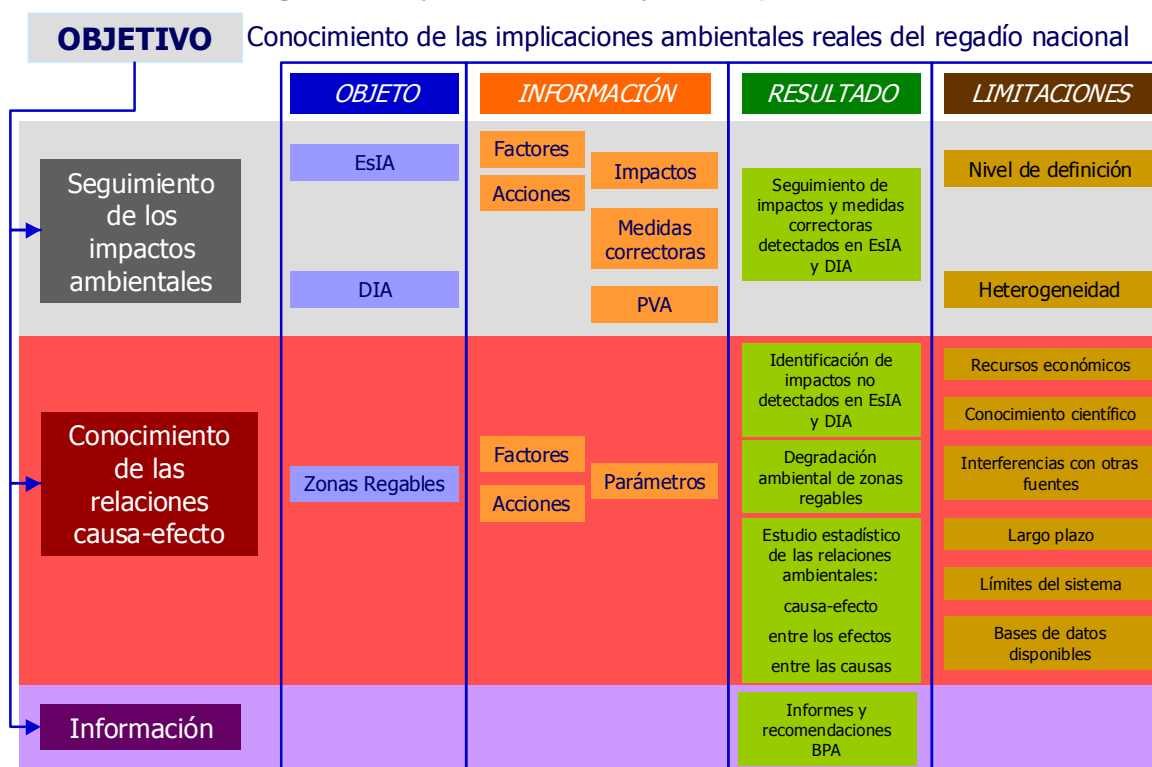 OBJETIVO
Conocimiento de las implicaciones ambientales reales del regadío nacional
OBJETO
INFORMACIÓN
RESULTADO
LIMITACIONES
Seguimiento
de los
impactos
ambientales
EsIA
DIA
Factores
Acciones
Impactos
Medidas
correctoras
PVA
Seguimiento de
impactos y medidas
correctoras
detectados en EsIA
y DIA
Nivel de definición
Heterogeneidad
Conocimiento
de las
relaciones
causa-efecto
Zonas Regables
Factores
Acciones
Parámetros
Identificación de
impactos no
detectados en EsIA
y DIA
Degradación
ambiental de zonas
regables
Estudio estadístico
de las relaciones
ambientales:
causa-efecto
entre los efectos
entre las causas
Recursos económicos
Conocimiento científico
Interferencias con otras
fuentes
Largo plazo
Límites del sistema
Bases de datos
disponibles
Información
Informes y
recomendaciones
BPA